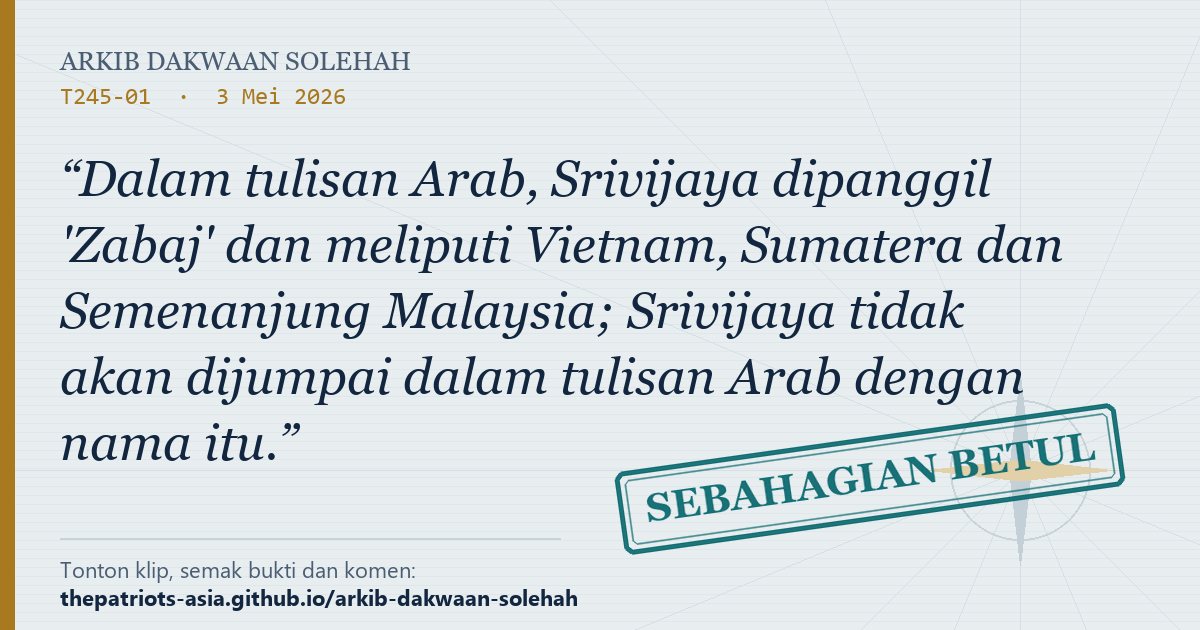 ARKIB DAKWAAN SOLEHAH
T245-01 · 3 Mei 2026
“Dalam tulisan Arab, Srivijaya dipanggil
'Zabaj' dan meliputi Vietnam, Sumatera dan
Semenanjung Malaysia; Srivijaya tidak
akan dijumpai dalam tulisan Arab dengan
nama itu.”
SEBAHAGIAN BETUL
Tonton klip, semak bukti dan komen:
thepatriots-asia.github.io/arkib-dakwaan-solehah